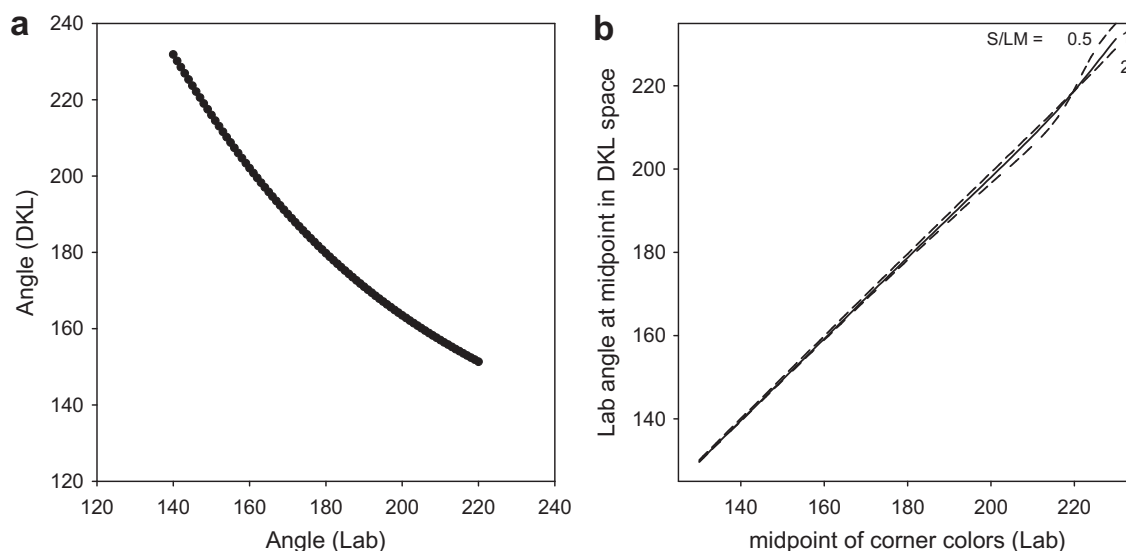 a
240
220
200
180
160
140
120
Angle (DKL)
120 140 160 180 200 220 240
Angle (Lab)
b
S/LM = 0.5 1
2
220
200
180
160
140
Lab angle at midpoint in DKL space
140 160 180 200 220
midpoint of corner colors (Lab)